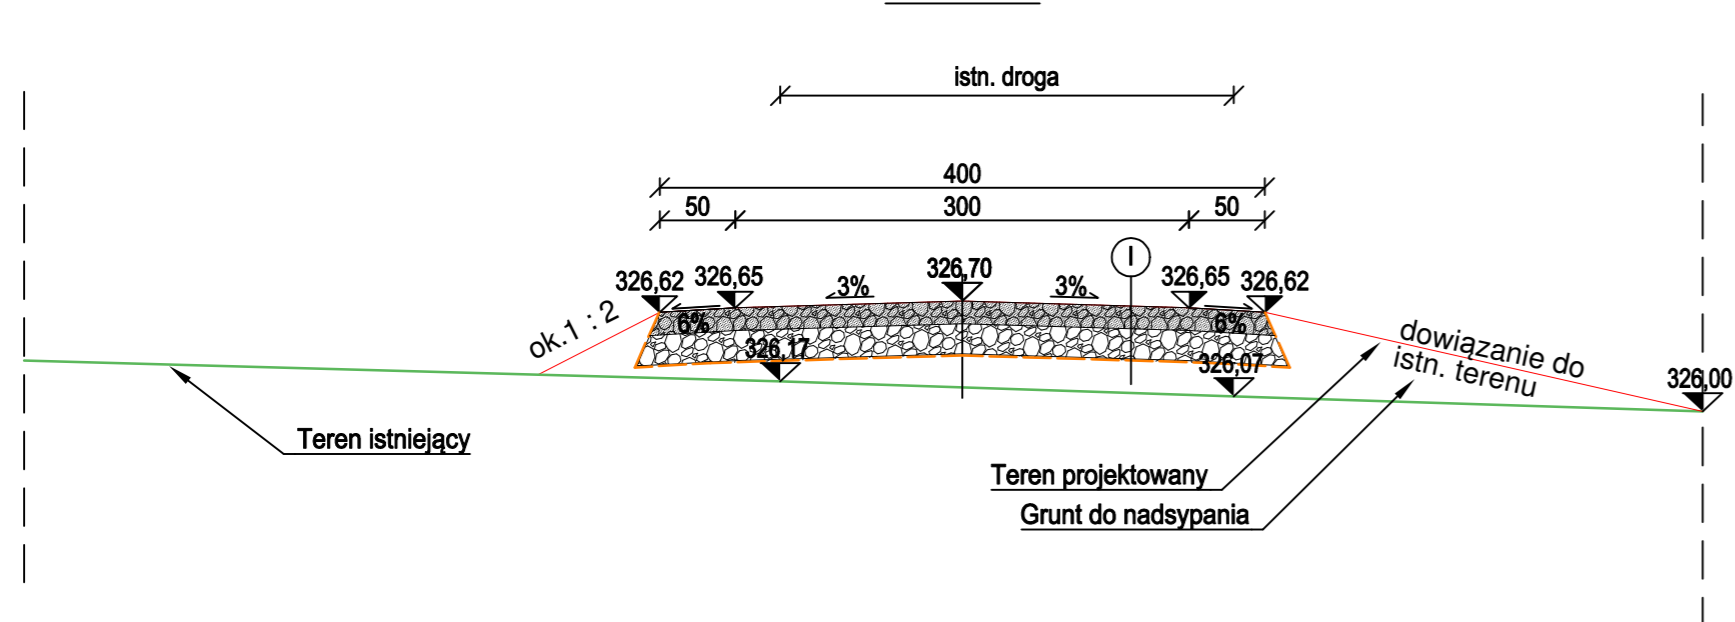 istn. droga
400
50 300 50
I
326,62 326,65 3% 326,70 3% 326,65 326,62
6% 6%
ok.1 : 2
326,17
326,07
dowiązanie do
istn. terenu
326,00
Teren istniejący
Teren projektowany
Grunt do nadsypania